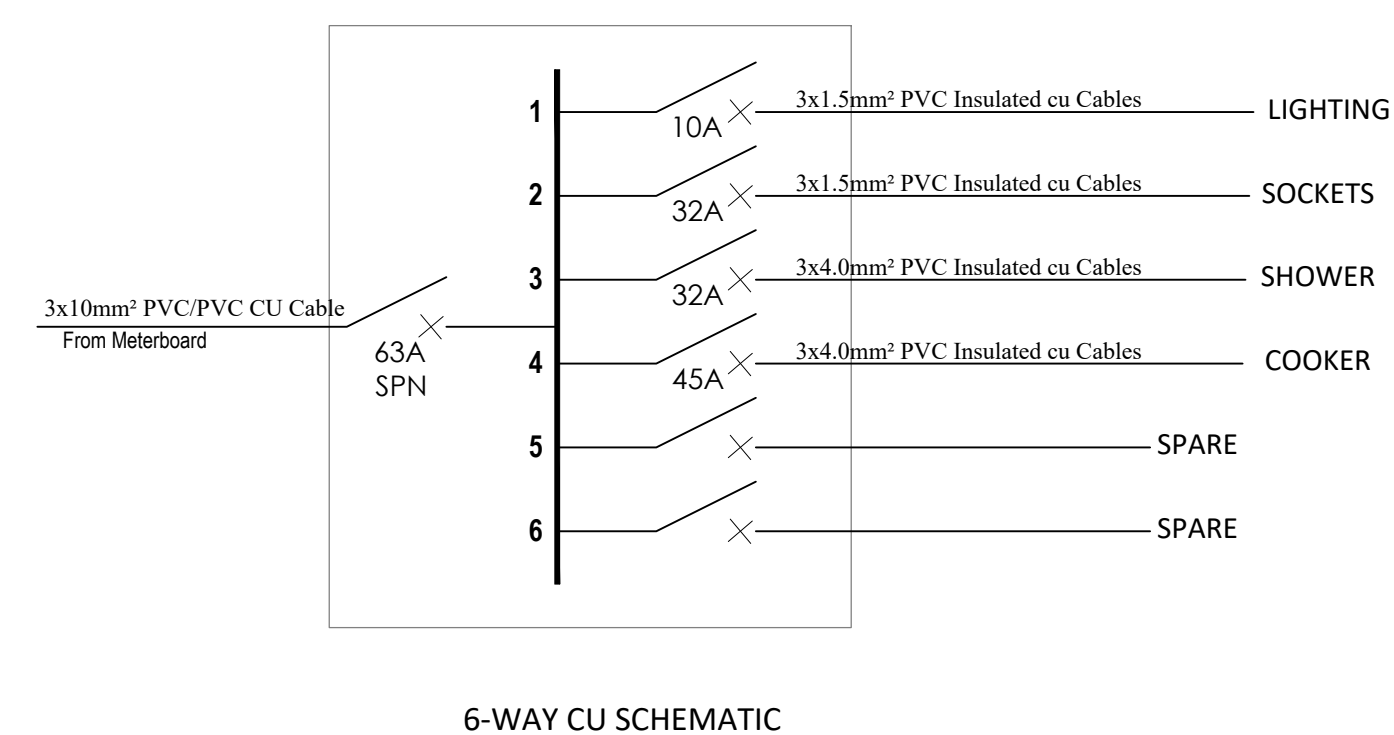 1
10A
3x1.5mm² PVC Insulated cu Cables
LIGHTING
2
32A
3x1.5mm² PVC Insulated cu Cables
SOCKETS
3
32A
3x4.0mm² PVC Insulated cu Cables
SHOWER
3x10mm² PVC/PVC CU Cable
From Meterboard
63A
SPN
4
45A
3x4.0mm² PVC Insulated cu Cables
COOKER
5
SPARE
6
SPARE
6-WAY CU SCHEMATIC